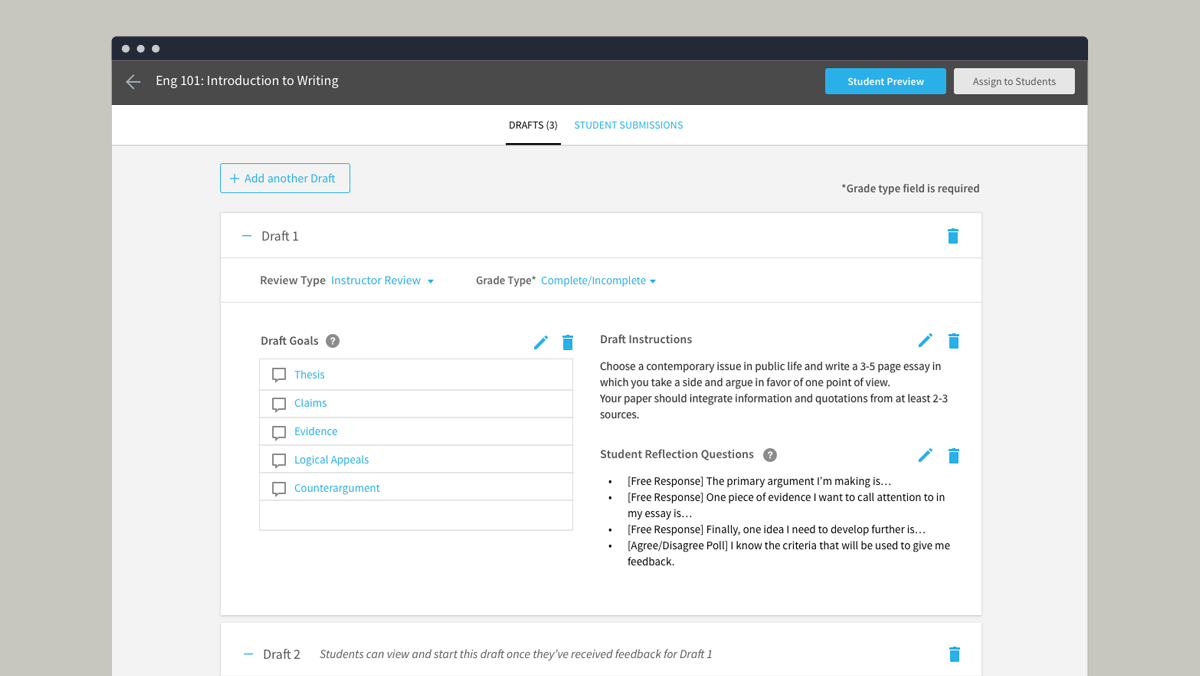 Eng 101: Introduction to Writing
Student Preview
Assign to Students
DRAFTS (3)
STUDENT SUBMISSIONS
+ Add another Draft
*Grade type field is required
Draft 1
Review Type Instructor Review
Grade Type* Complete/Incomplete
Draft Goals ?
Thesis
Claims
Evidence
Logical Appeals
Counterargument
Draft Instructions
Choose a contemporary issue in public life and write a 3-5 page essay in
which you take a side and argue in favor of one point of view.
Your paper should integrate information and quotations from at least 2-3
sources.
Student Reflection Questions ?
• [Free Response] The primary argument I’m making is…
• [Free Response] One piece of evidence I want to call attention to in
my essay is…
• [Free Response] Finally, one idea I need to develop further is…
• [Agree/Disagree Poll] I know the criteria that will be used to give me
feedback.
Draft 2 Students can view and start this draft once they’ve received feedback for Draft 1